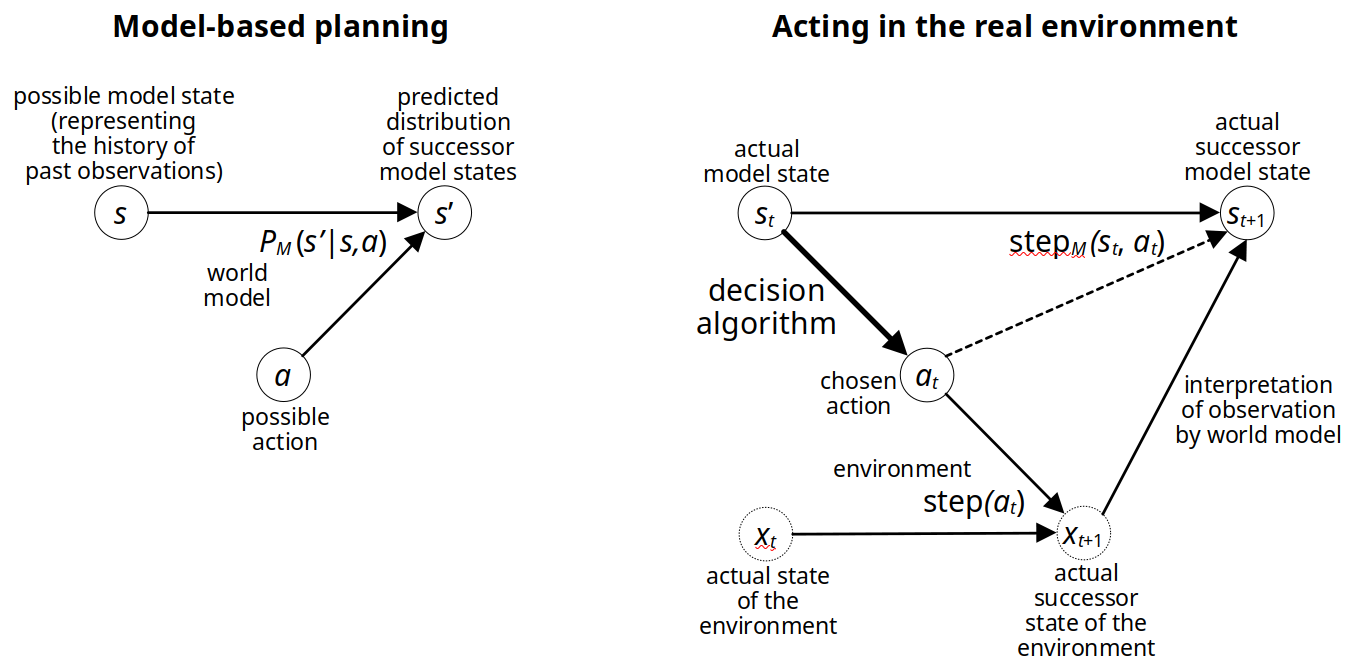 Model-based planning
possible model state
(representing
the history of
past observations)
predicted
distribution
of successor
model states
s
s'
P_M (s'|s,a)
world
model
a
possible
action
Acting in the real environment
actual
model state
actual
successor
model state
s_t
s_{t+1}
step_M(s_t, a_t)
decision
algorithm
chosen
action
a_t
interpretation
of observation
by world model
environment
step(a_t)
x_t
x_{t+1}
actual state
of the
environment
actual
successor
state of the
environment